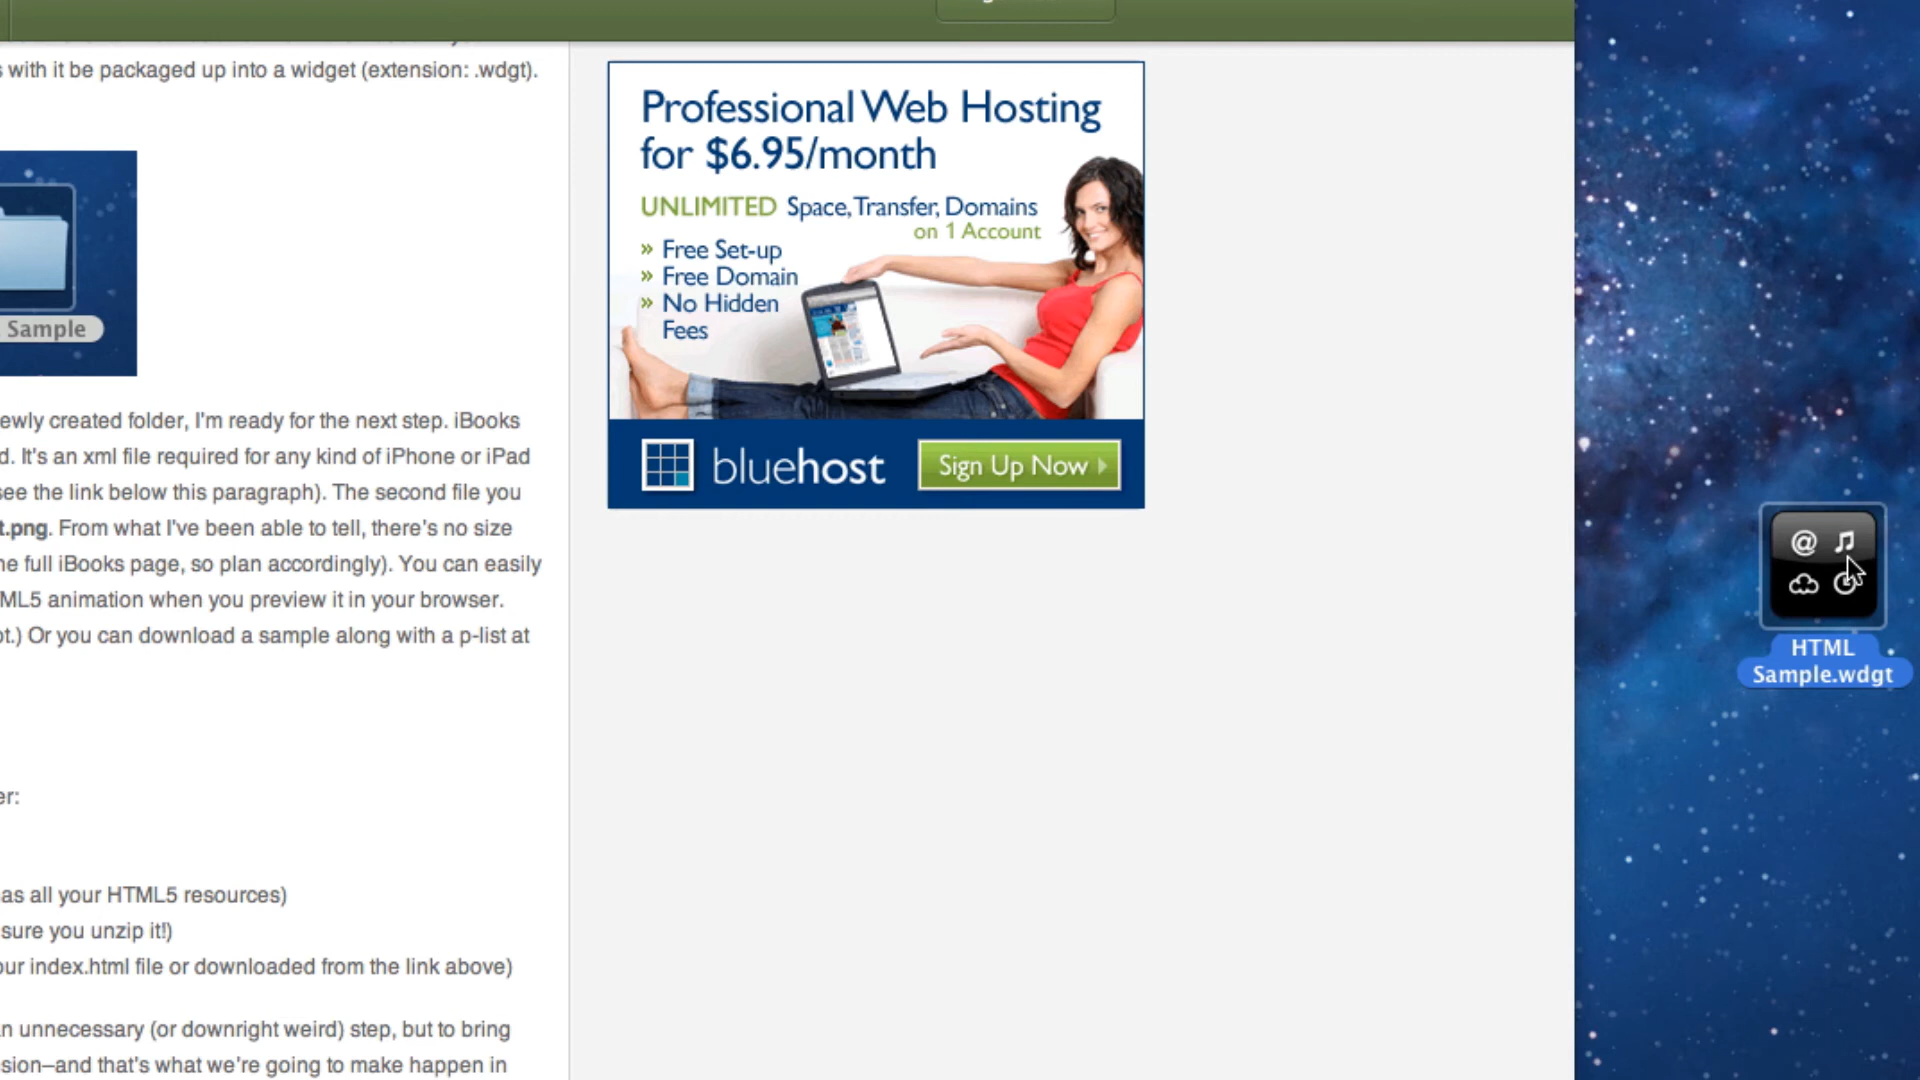 s with it be packaged up into a widget (extension: .wdgt).
Sample
ewly created folder, I'm ready for the next step. iBooks
d. It's an xml file required for any kind of iPhone or iPad
see the link below this paragraph). The second file you
t.png. From what I've been able to tell, there's no size
he full iBooks page, so plan accordingly). You can easily
ML5 animation when you preview it in your browser.
ot.) Or you can download a sample along with a p-list at
er:
as all your HTML5 resources)
sure you unzip it!)
our index.html file or downloaded from the link above)
n unnecessary (or downright weird) step, but to bring
sion–and that's what we're going to make happen in
Professional Web Hosting
for $6.95/month
UNLIMITED Space, Transfer, Domains
on 1 Account
» Free Set-up
» Free Domain
» No Hidden
Fees
bluehost
Sign Up Now
HTML
Sample.wdgt